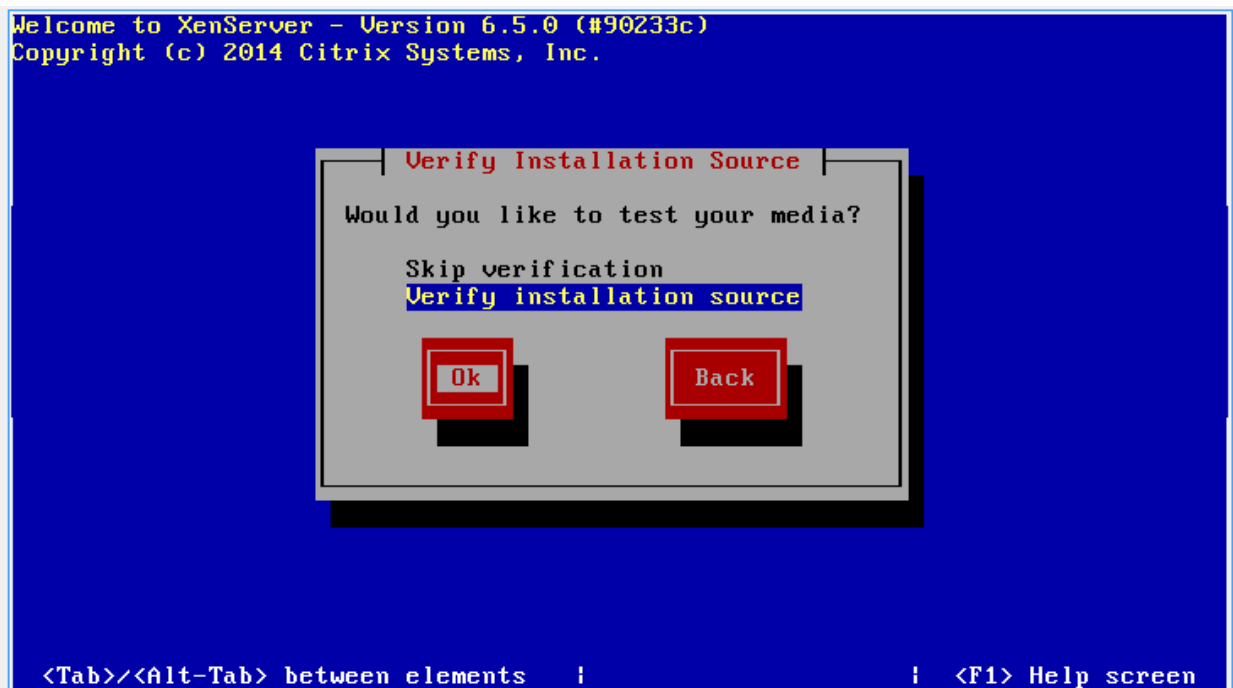 Welcome to XenServer - Version 6.5.0 (#90233c)
Copyright (c) 2014 Citrix Systems, Inc.
Verify Installation Source
Would you like to test your media?
Skip verification
Verify installation source
Ok Back
<Tab>/<Alt-Tab> between elements | | <F1> Help screen